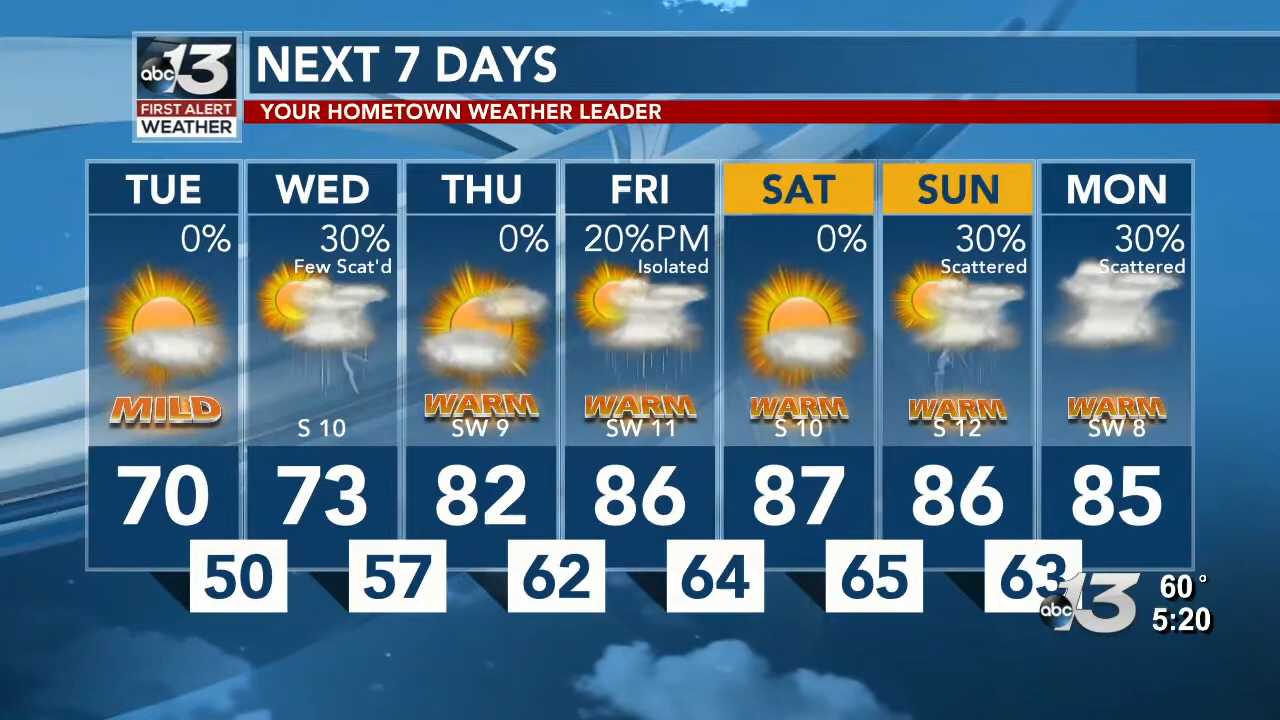 abc 13
FIRST ALERT
WEATHER
NEXT 7 DAYS
YOUR HOMETOWN WEATHER LEADER
TUE WED THU FRI SAT SUN MON
0% 30% 0% 20%PM 0% 30% 30%
Few Scat'd Isolated Scattered Scattered
MILD WARM WARM WARM WARM WARM
S 10 SW 9 SW 11 S 10 S 12 SW 8
70 73 82 86 87 86 85
50 57 62 64 65 63
abc 13
60°
5:20